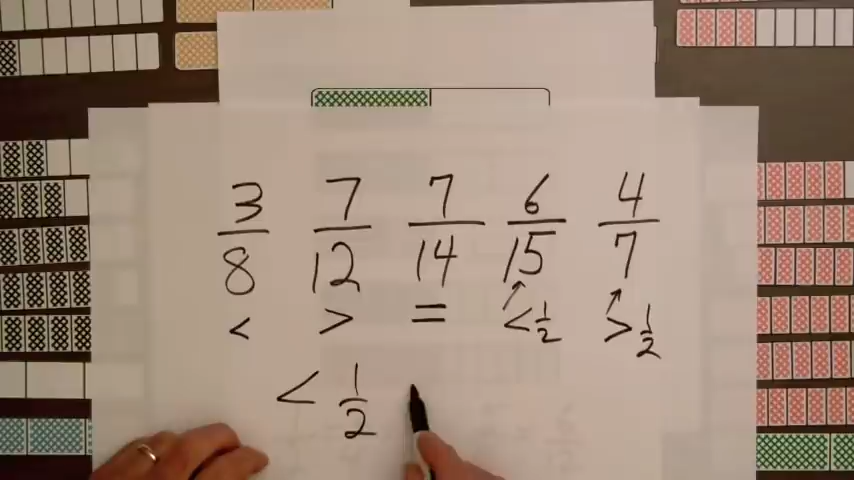 3/8 7/12 7/14 6/15 4/7
< > = <1/2 >1/2
< 1/2